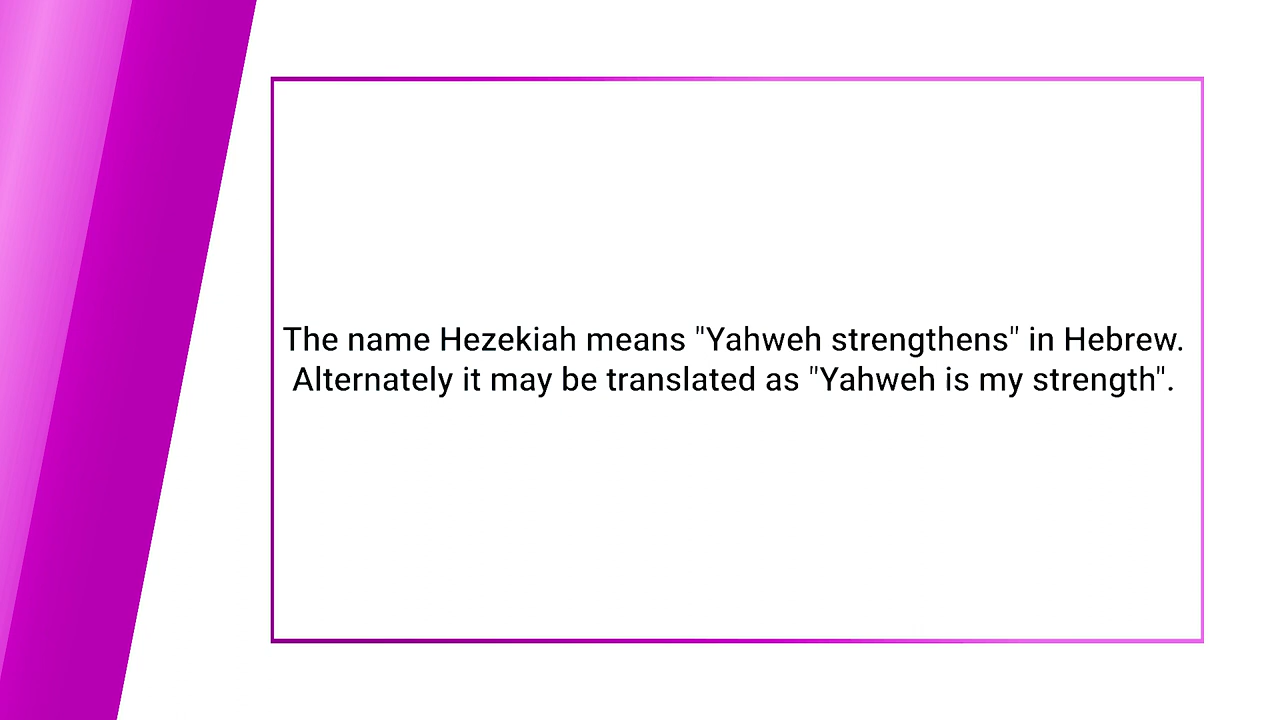 The name Hezekiah means "Yahweh strengthens" in Hebrew.
Alternately it may be translated as "Yahweh is my strength".